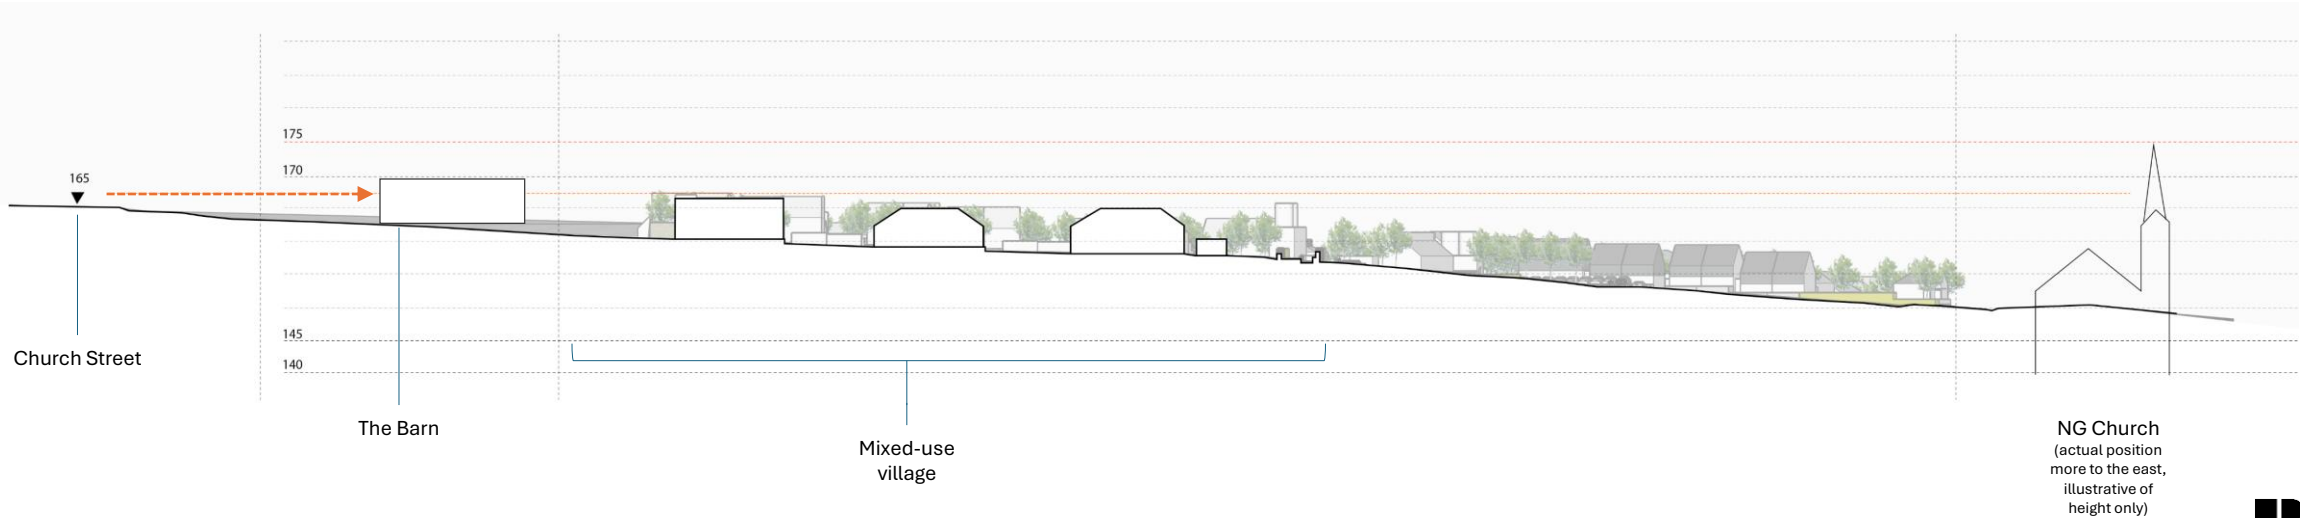 175
170
165
145
140
Church Street
The Barn
Mixed-use
village
NG Church
(actual position
more to the east,
illustrative of
height only)